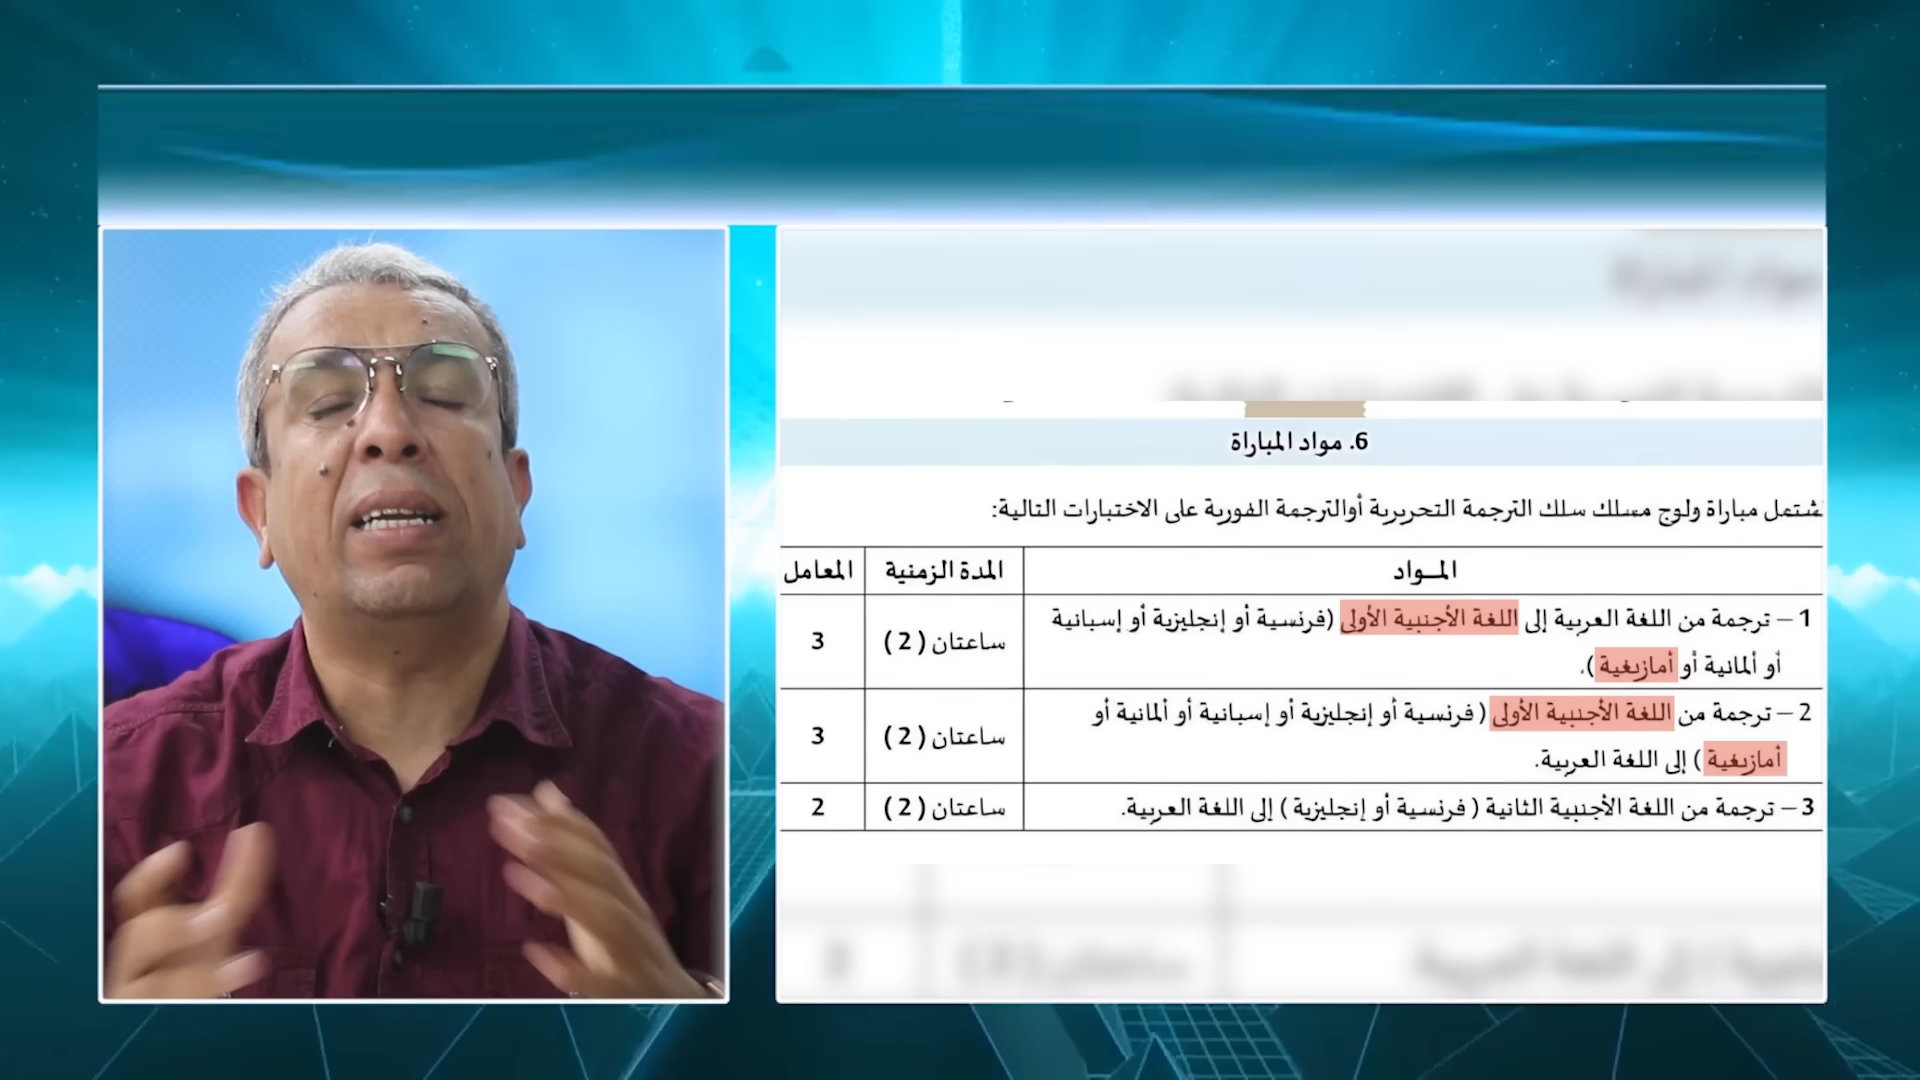 6. مواد المباراة
تشتمل مباراة ولوج مسلك سلك الترجمة التحريرية أوالترجمة الفورية على الاختبارات التالية:
المـواد
المدة الزمنية
المعامل
1 – ترجمة من اللغة العربية إلى اللغة الأجنبية الأولى (فرنسية أو إنجليزية أو إسبانية
أو ألمانية أو أمازيغية).
ساعتان (2)
3
2 – ترجمة من اللغة الأجنبية الأولى ( فرنسية أو إنجليزية أو إسبانية أو ألمانية أو
أمازيغية ) إلى اللغة العربية.
ساعتان (2)
3
3 – ترجمة من اللغة الأجنبية الثانية ( فرنسية أو إنجليزية ) إلى اللغة العربية.
ساعتان (2)
2